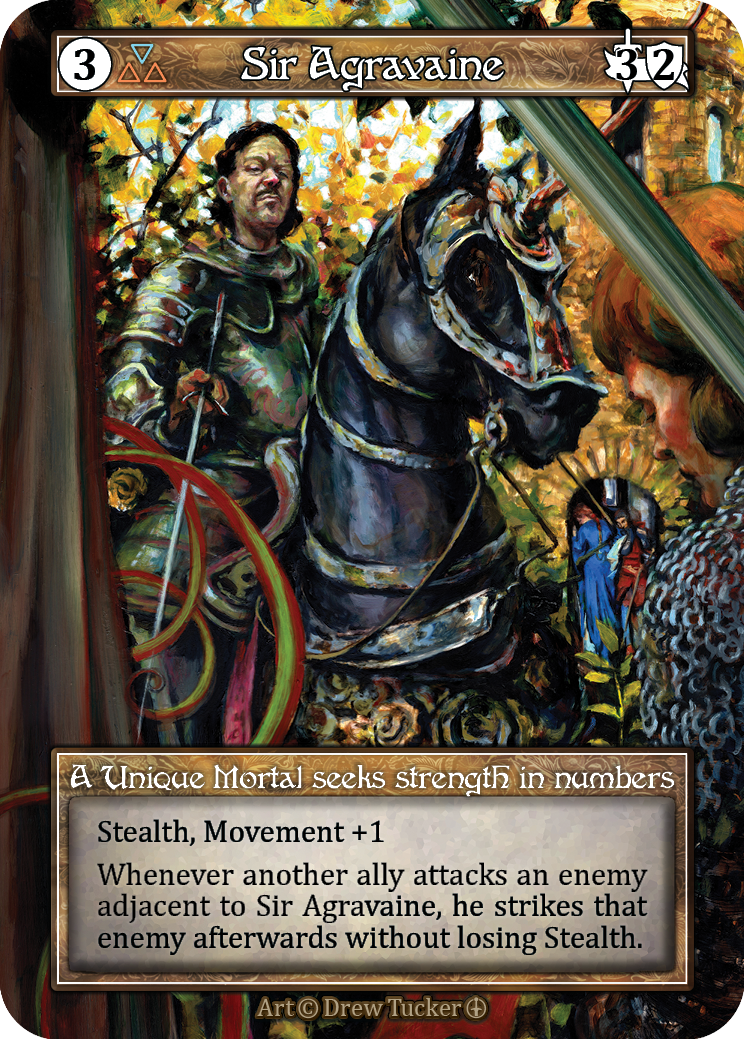 3 Sir Agravaine 3 2
A Unique Mortal seeks strength in numbers
Stealth, Movement +1
Whenever another ally attacks an enemy
adjacent to Sir Agravaine, he strikes that
enemy afterwards without losing Stealth.
Art © Drew Tucker